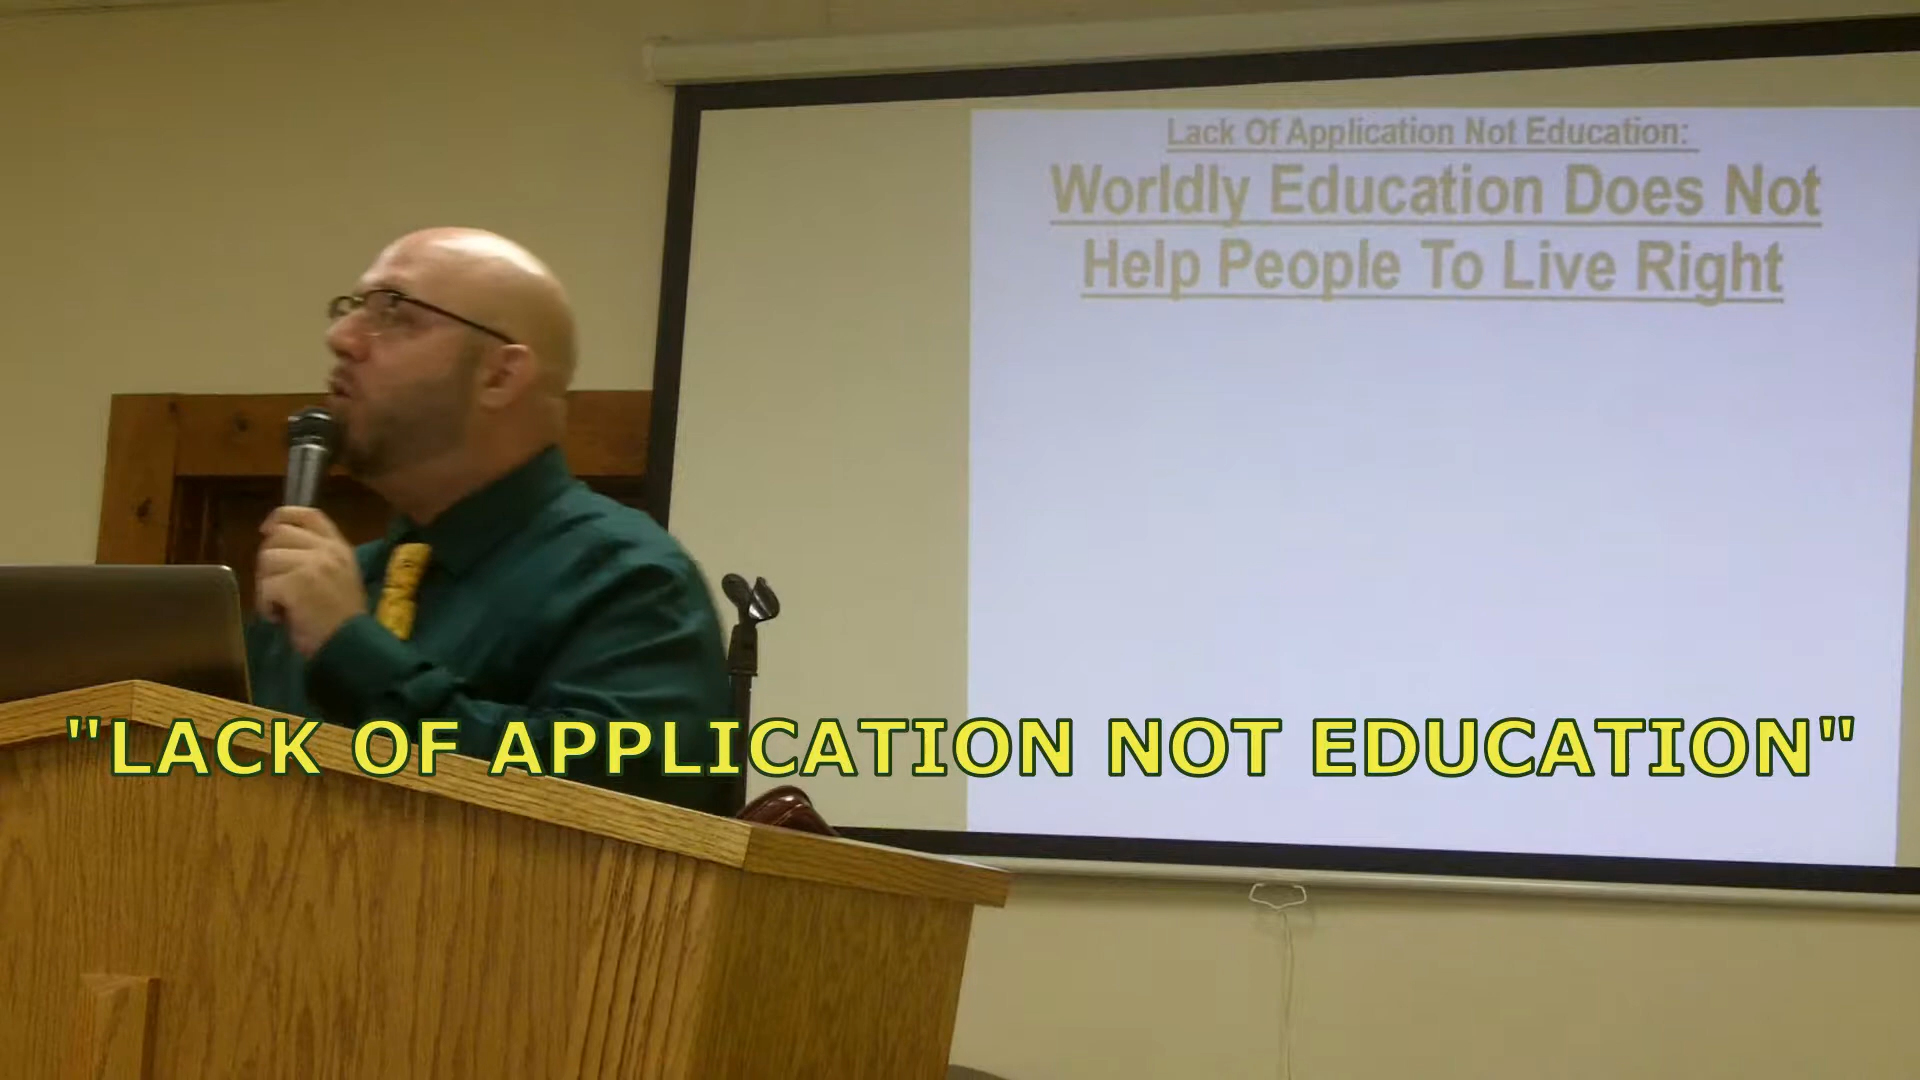 Lack Of Application Not Education:
Worldly Education Does Not
Help People To Live Right
"LACK OF APPLICATION NOT EDUCATION"